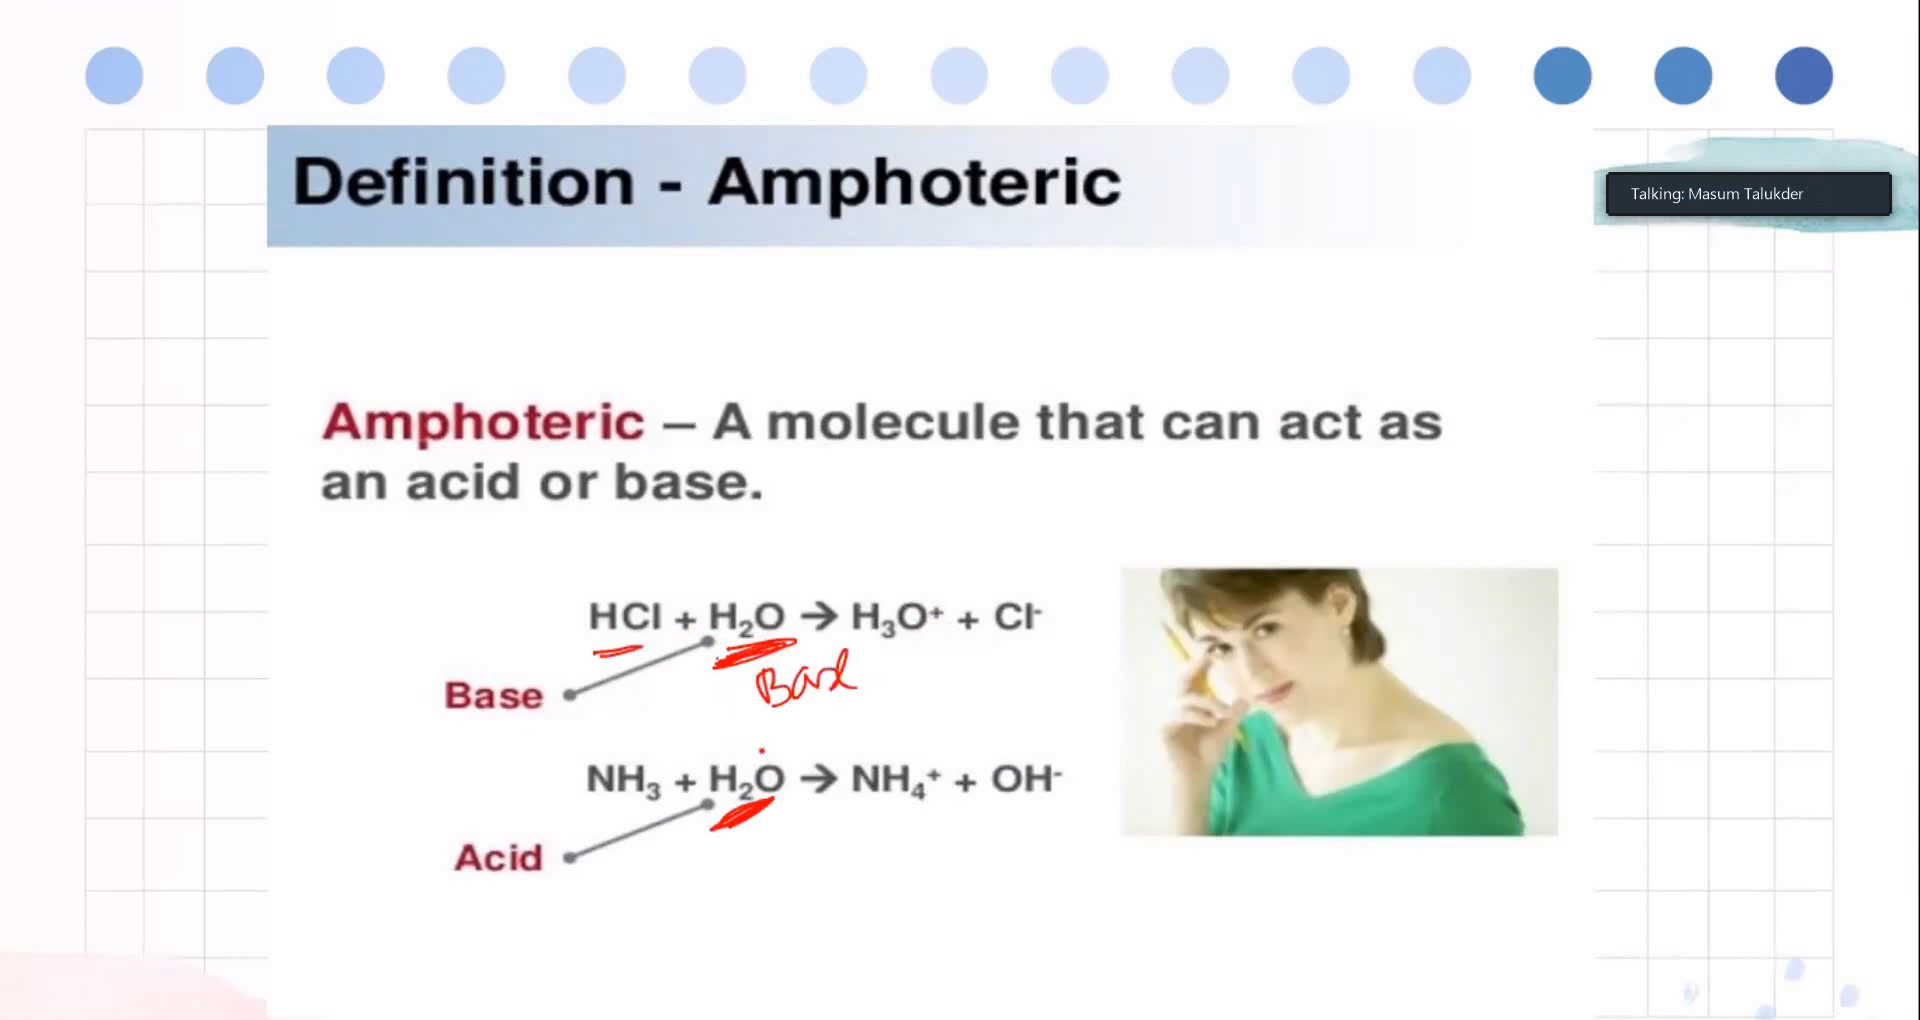 Definition - Amphoteric
Talking: Masum Talukder
Amphoteric – A molecule that can act as
an acid or base.
HCl + H₂O → H₃O⁺ + Cl⁻
Base
Base
NH₃ + H₂O → NH₄⁺ + OH⁻
Acid